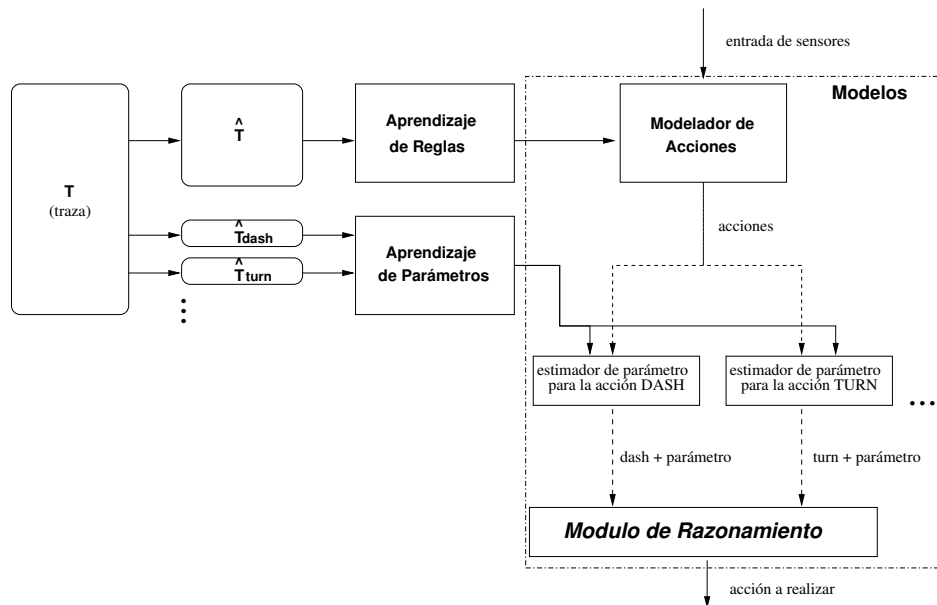 entrada de sensores
Modelos
T
(traza)
^
T
Aprendizaje
de Reglas
Modelador de
Acciones
^
Tdash
^
Tturn
Aprendizaje
de Parámetros
acciones
estimador de parámetro
para la acción DASH
estimador de parámetro
para la acción TURN
dash + parámetro
turn + parámetro
Modulo de Razonamiento
acción a realizar